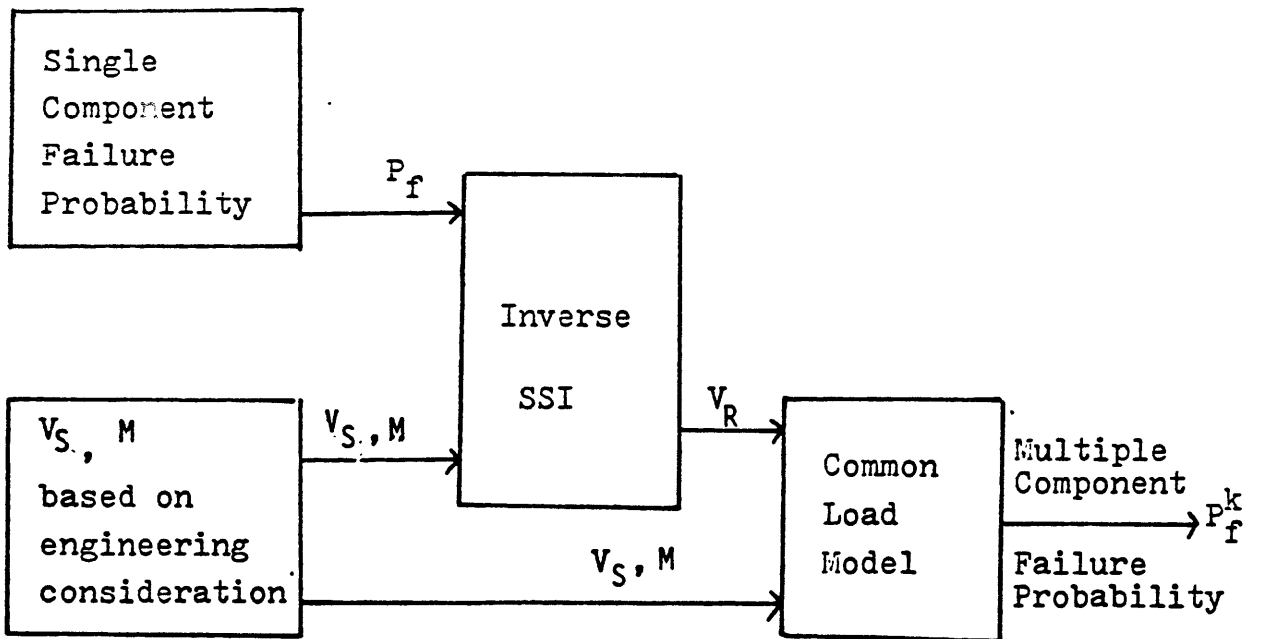 Single
Component
Failure
Probability
P_f
Inverse
SSI
V_S, M
based on
engineering
consideration
V_S, M
V_R
V_S, M
Common
Load
Model
Multiple
Component
P_f^k
Failure
Probability